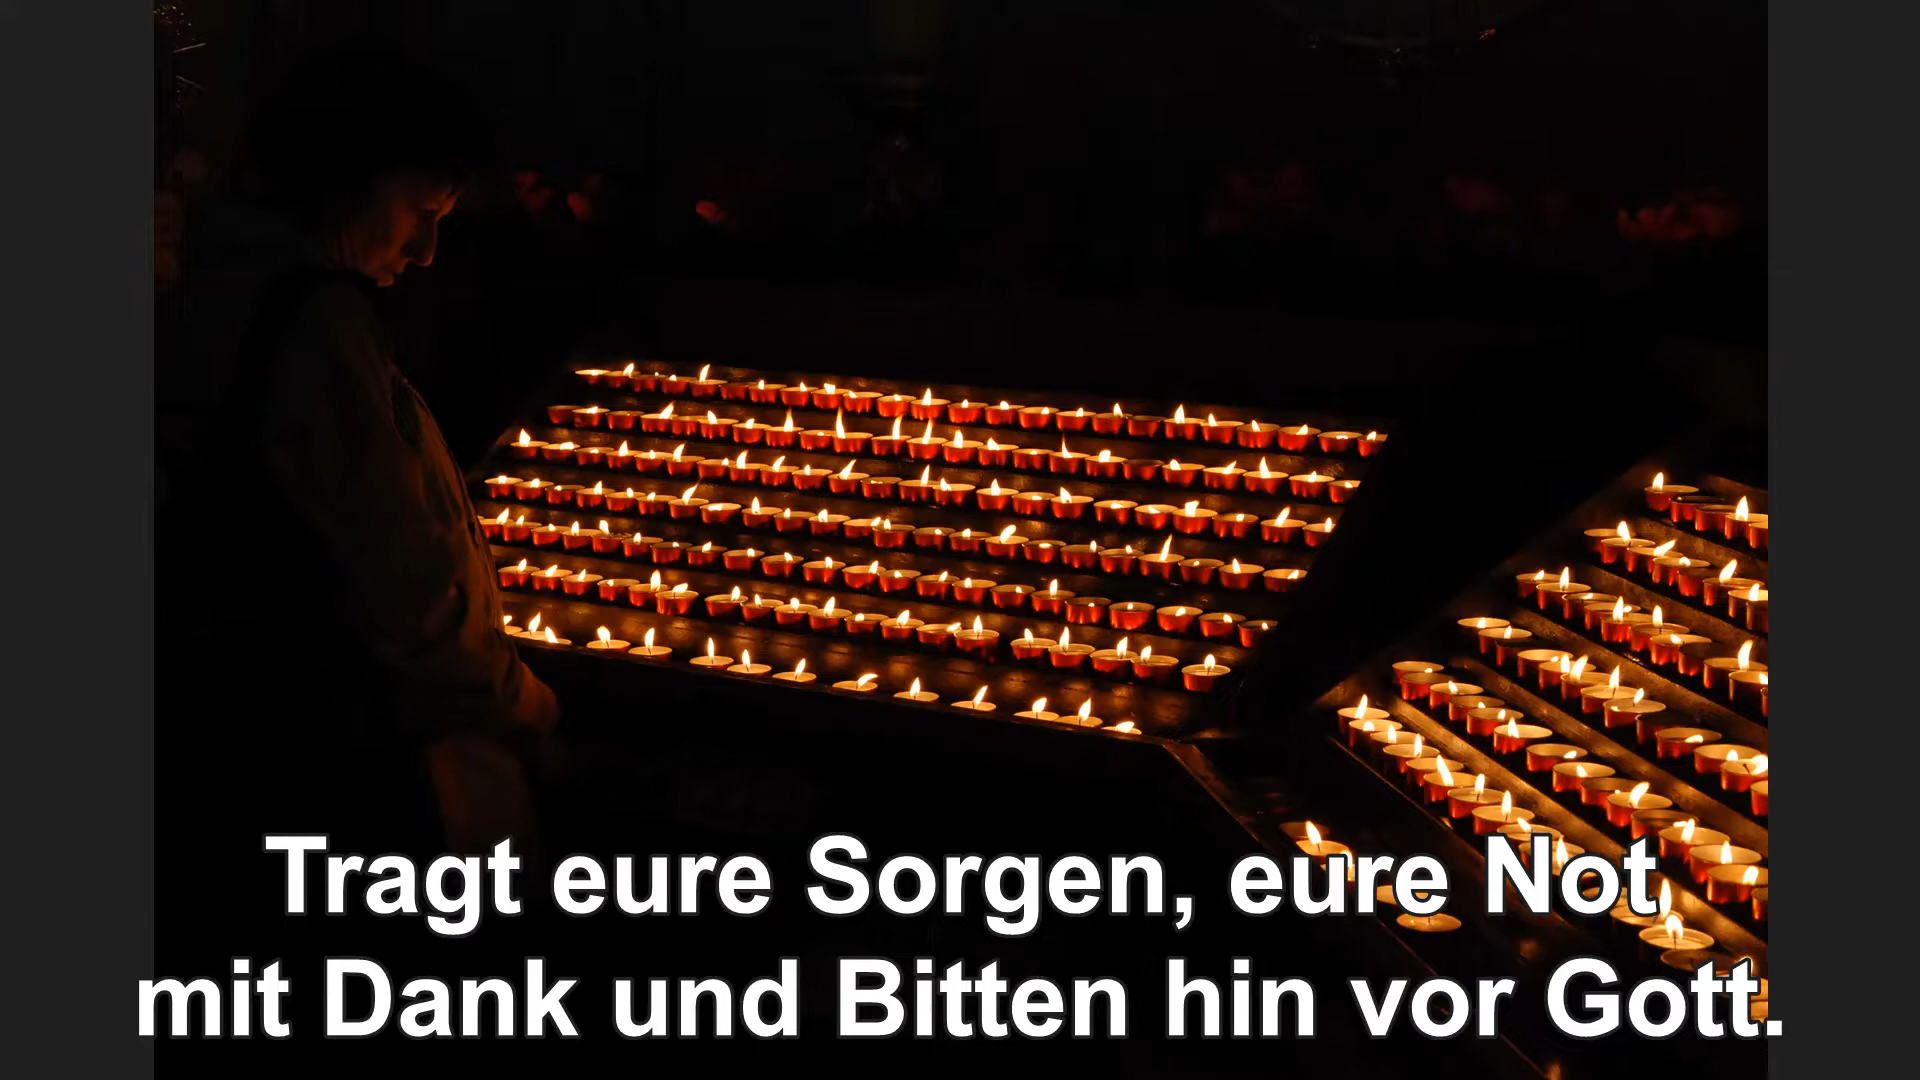 Tragt eure Sorgen, eure Not,
mit Dank und Bitten hin vor Gott.